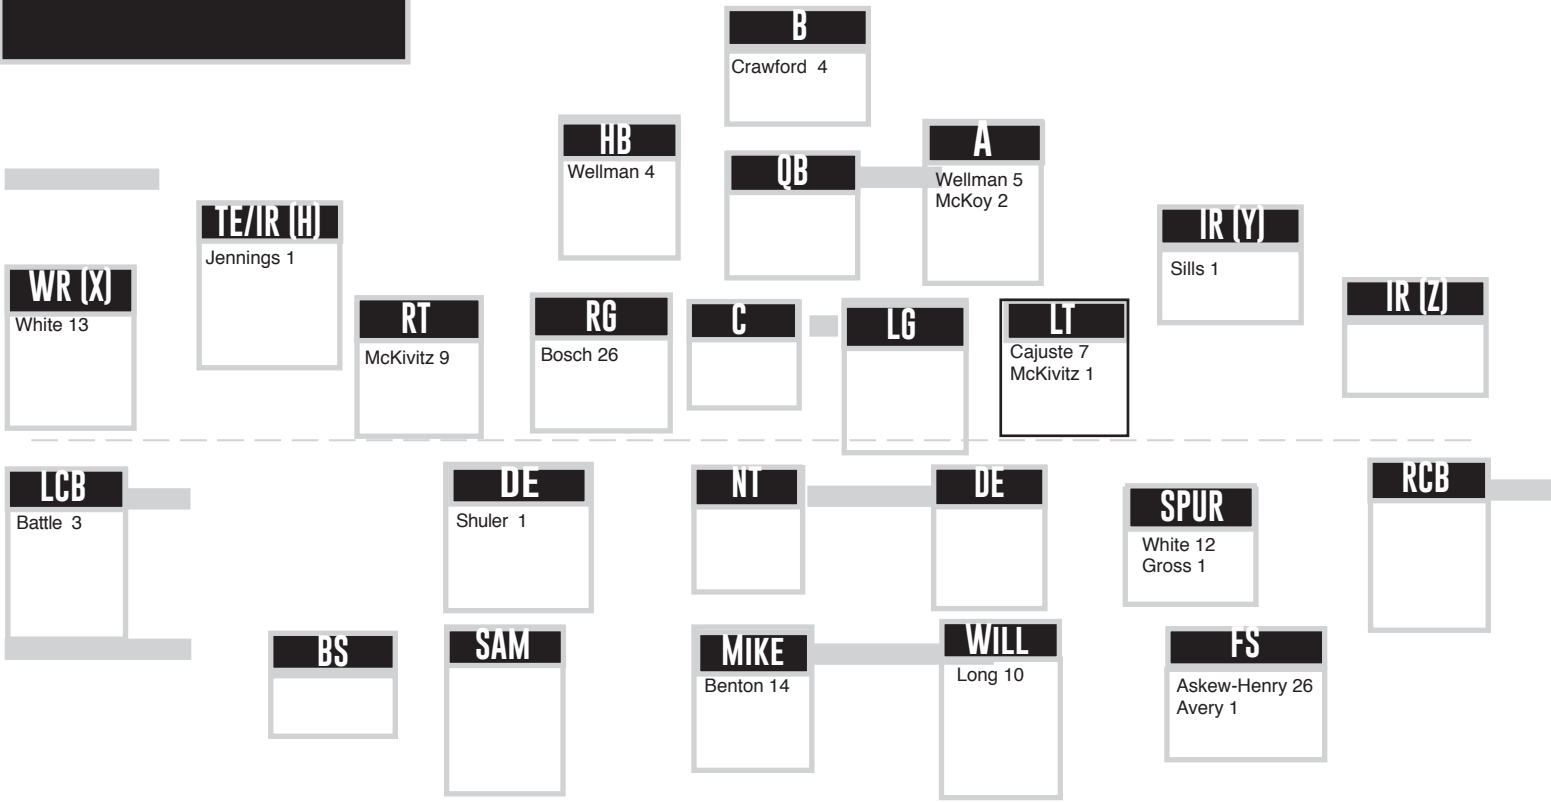 B
Crawford 4
HB
Wellman 4
QB
A
Wellman 5
McKoy 2
TE/IR (H)
Jennings 1
IR (Y)
Sills 1
WR (X)
White 13
IR (Z)
RT
McKivitz 9
RG
Bosch 26
C
LG
LT
Cajuste 7
McKivitz 1
LCB
Battle 3
DE
Shuler 1
NT
DE
SPUR
White 12
Gross 1
RCB
BS
SAM
MIKE
Benton 14
WILL
Long 10
FS
Askew-Henry 26
Avery 1